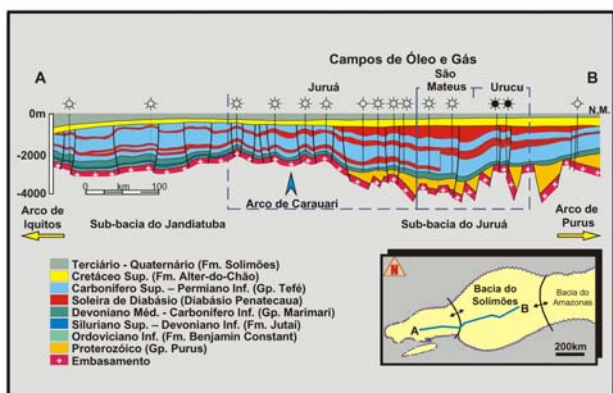 Campos de Óleo e Gás
A
Juruá
São
Mateus
Urucu
B
0m
N.M.
-2000
-4000
0
km
100
Arco de
Iquitos
Sub-bacia do Jandiatuba
Arco de Carauari
Sub-bacia do Juruá
Arco de
Purus
Terciário - Quaternário (Fm. Solimões)
Cretáceo Sup. (Fm. Alter-do-Chão)
Carbonífero Sup. – Permiano Inf. (Gp. Tefé)
Soleira de Diabásio (Diabásio Penatecaua)
Devoniano Méd. - Carbonífero Inf. (Gp. Marimari)
Siluriano Sup. – Devoniano Inf. (Fm. Jutaí)
Ordoviciano Inf. (Fm. Benjamin Constant)
Proterozóico (Gp. Purus)
Embasamento
N
Bacia do
Solimões
Bacia do
Amazonas
A
B
200km